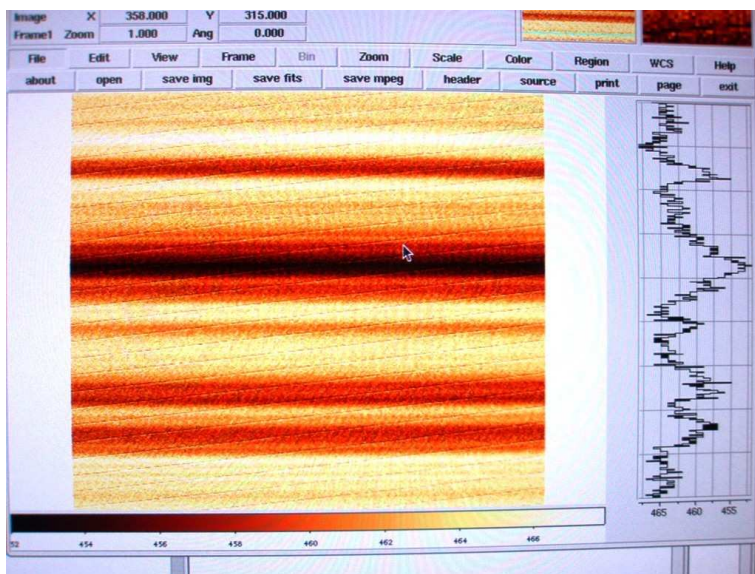 Image X 358.000 Y 315.000
Frame1 Zoom 1.000 Ang 0.000
File Edit View Frame Bin Zoom Scale Color Region WCS Help
about open save img save fits save mpeg header source print page exit
465 460 455
52 454 456 458 460 462 464 466